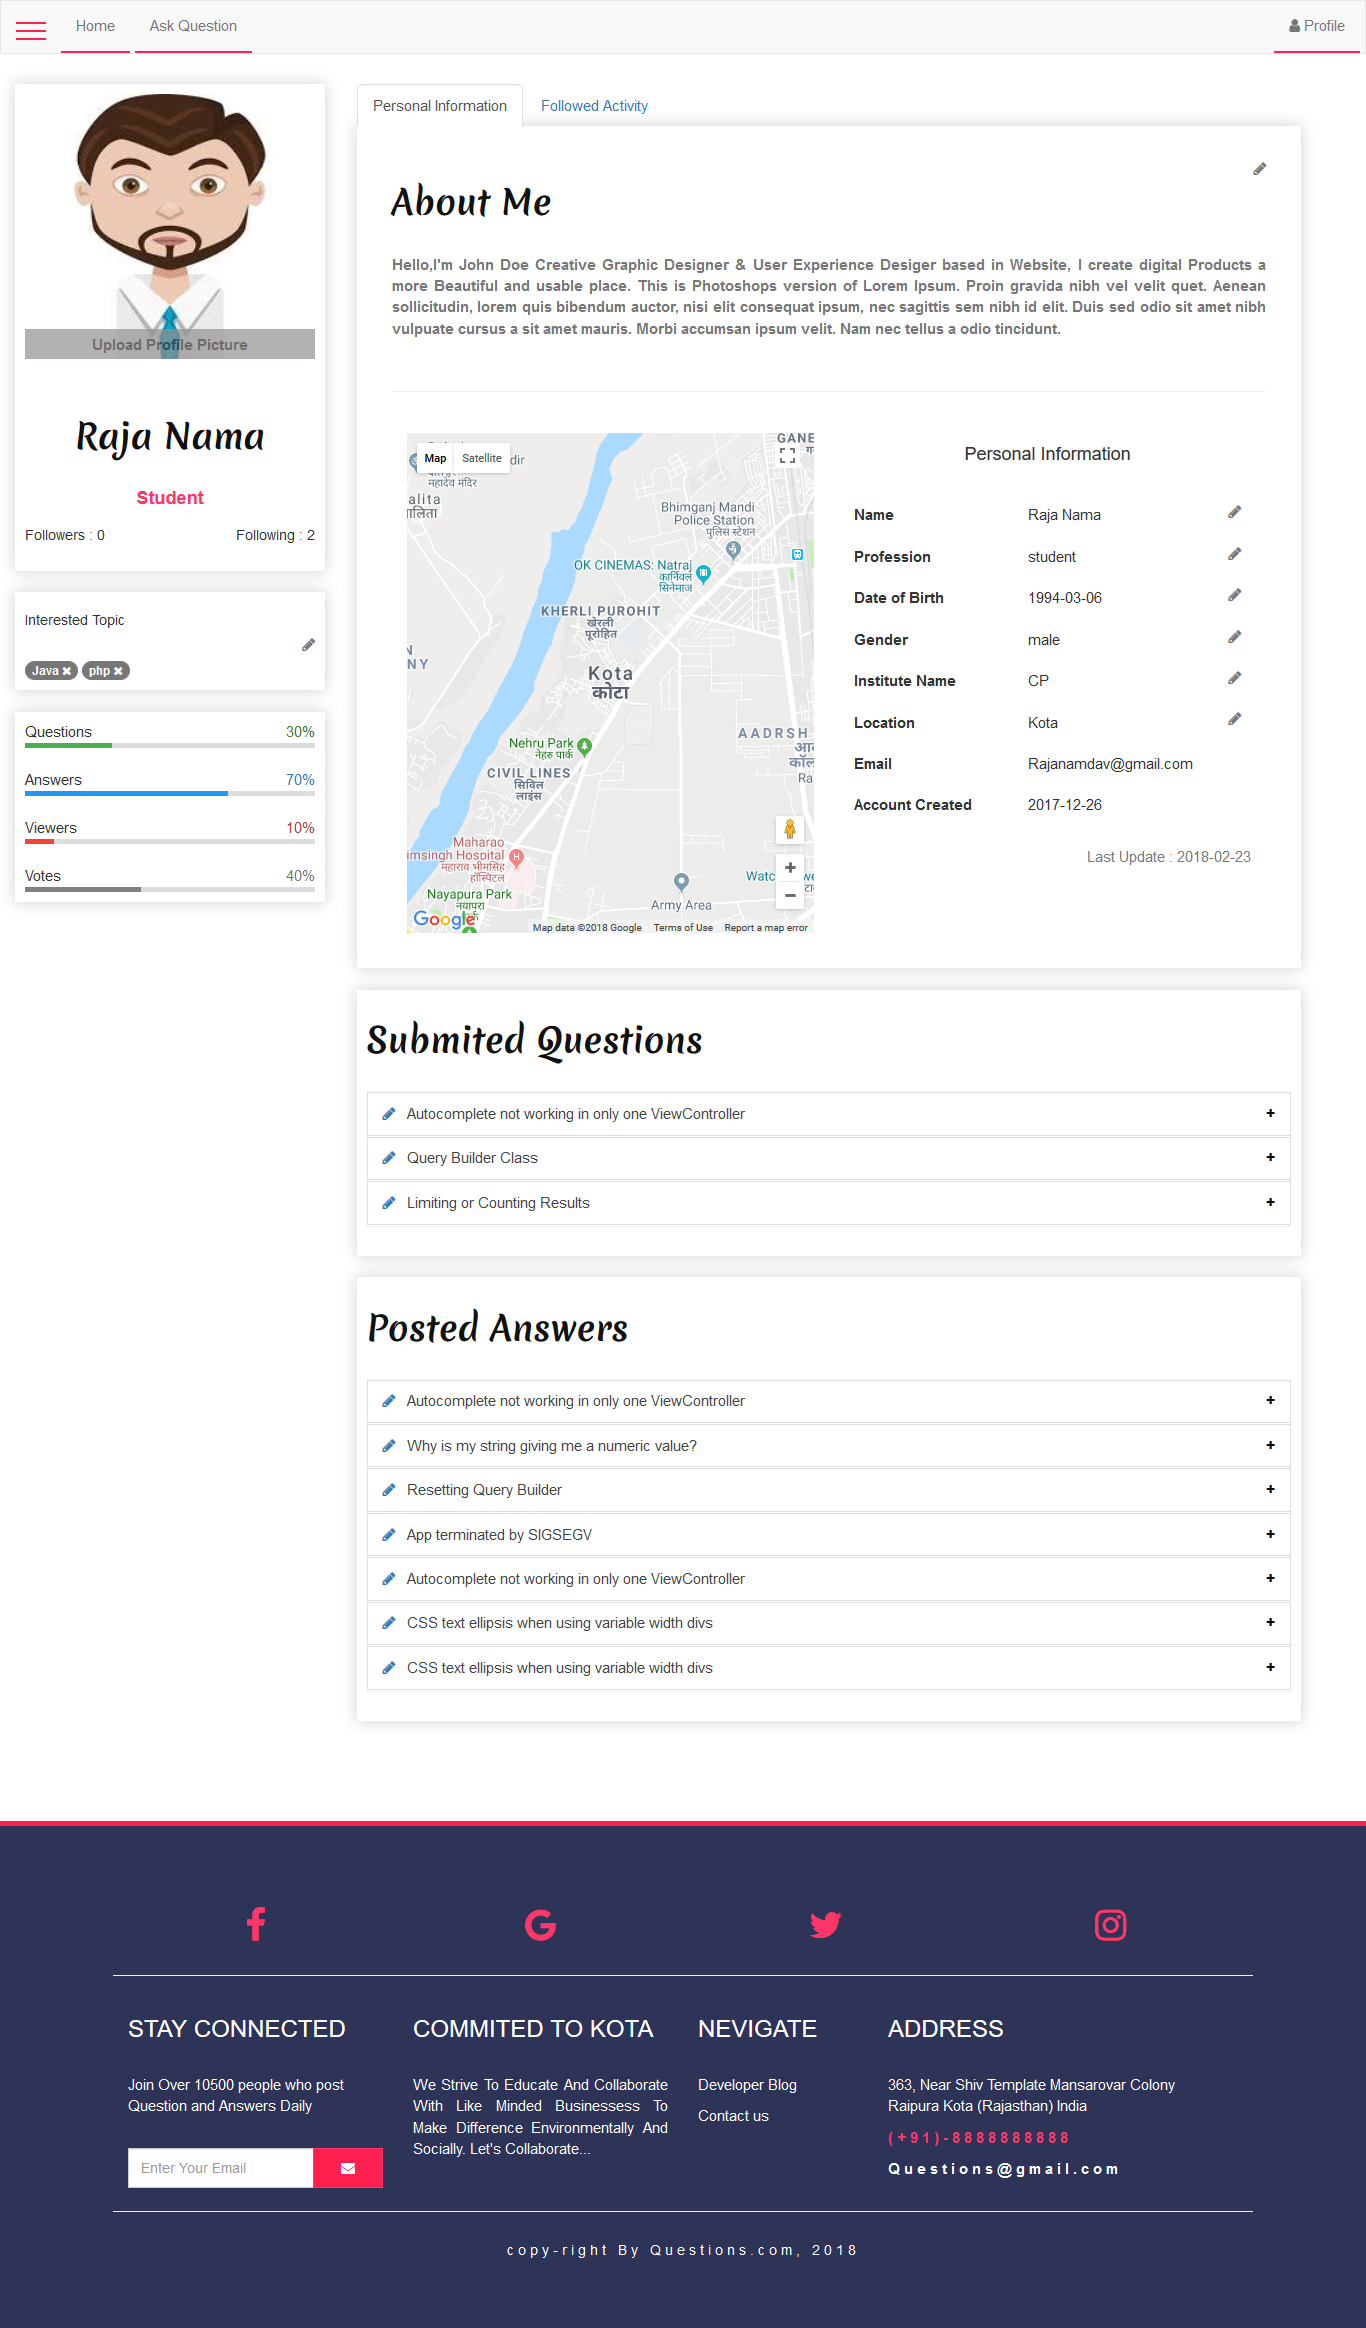 Home
Ask Question
Profile
Upload Profile Picture
Raja Nama
Student
Followers : 0
Following : 2
Interested Topic
Java
php
Questions 30%
Answers 70%
Viewers 10%
Votes 40%
Personal Information
Followed Activity
About Me
Hello,I'm John Doe Creative Graphic Designer & User Experience Desiger based in Website, I create digital Products a
more Beautiful and usable place. This is Photoshops version of Lorem Ipsum. Proin gravida nibh vel velit quet. Aenean
sollicitudin, lorem quis bibendum auctor, nisi elit consequat ipsum, nec sagittis sem nibh id elit. Duis sed odio sit amet nibh
vulpuate cursus a sit amet mauris. Morbi accumsan ipsum velit. Nam nec tellus a odio tincidunt.
Map
Satellite
महादेव मंदिर
GANE
Bhimganj Mandi
Police Station
पुलिस स्टेशन
OK CINEMAS: Natraj
कार्निवल
सिनेमाज
KHERLI PUROHIT
खेरली
पुरोहित
Kota
कोटा
AADRSH
Nehru Park
नेहरु पार्क
CIVIL LINES
सिविल
लाइंस
Maharao
imsingh Hospital
महाराव भीमसिंह
हॉस्पिटल
Nayapura Park
नयापुरा
Army Area
Google
Map data ©2018 Google
Terms of Use
Report a map error
Personal Information
Name Raja Nama
Profession student
Date of Birth 1994-03-06
Gender male
Institute Name CP
Location Kota
Email Rajanamdav@gmail.com
Account Created 2017-12-26
Last Update : 2018-02-23
Submited Questions
Autocomplete not working in only one ViewController
Query Builder Class
Limiting or Counting Results
Posted Answers
Autocomplete not working in only one ViewController
Why is my string giving me a numeric value?
Resetting Query Builder
App terminated by SIGSEGV
Autocomplete not working in only one ViewController
CSS text ellipsis when using variable width divs
CSS text ellipsis when using variable width divs
STAY CONNECTED
Join Over 10500 people who post
Question and Answers Daily
Enter Your Email
COMMITED TO KOTA
We Strive To Educate And Collaborate
With Like Minded Businessess To
Make Difference Environmentally And
Socially. Let's Collaborate...
NEVIGATE
Developer Blog
Contact us
ADDRESS
363, Near Shiv Template Mansarovar Colony
Raipura Kota (Rajasthan) India
(+91)-8888888888
Questions@gmail.com
copy-right By Questions.com, 2018